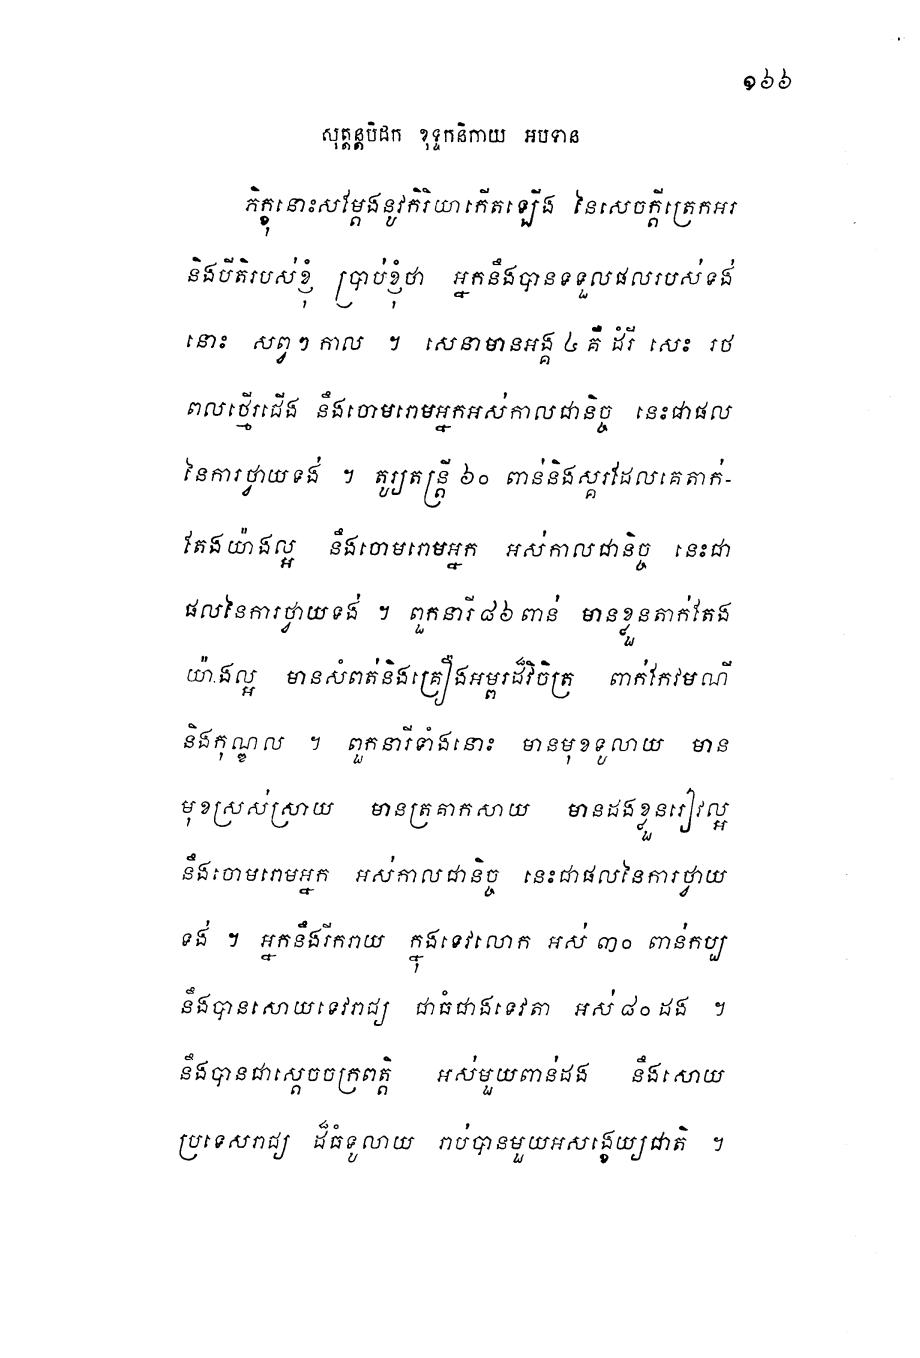 ១៦៦
សុត្តន្តបិដក ខុទ្ទកនិកាយ អបទាន
ភិក្ខុនោះសម្តែងនូវកិរិយាកើតឡើង នៃសេចក្តីត្រេកអរ
និងបីតិរបស់ខ្ញុំ ប្រាប់ខ្ញុំថា អ្នកនឹងបានទទួលផលរបស់ទង់
នោះ សព្វៗកាល ។ សេនាមានអង្គ ៤ គឺ ដំរី សេះ រថ
ពលថ្មើរជើង នឹងចោមរោមអ្នកអស់កាលជានិច្ច នេះជាផល
នៃការថ្វាយទង់ ។ តូរ្យតន្ត្រី ៦០ ពាន់និងស្គរដែលគេតាក់-
តែងយ៉ាងល្អ នឹងចោមរោមអ្នក អស់កាលជានិច្ច នេះជា
ផលនៃការថ្វាយទង់ ។ ពួកនារី ៨៦ ពាន់ មានខ្លួនតាក់តែង
យ៉ាងល្អ មានសំពត់និងគ្រឿងអម្ពរដ៏វិចិត្រ ពាក់កែវមណី
និងកុណ្ឌល ។ ពួកនារីទាំងនោះ មានមុខទូលាយ មាន
មុខស្រស់ស្រាយ មានត្រគាកសាយ មានដងខ្លួនរៀវល្អ
នឹងចោមរោមអ្នក អស់កាលជានិច្ច នេះជាផលនៃការថ្វាយ
ទង់ ។ អ្នកនឹងរីករាយ ក្នុងទេវលោក អស់ ៣០ ពាន់កប្ប
នឹងបានសោយទេវរាជ្យ ជាធំជាងទេវតា អស់ ៨០ ដង ។
នឹងបានជាស្តេចចក្រពត្តិ អស់មួយពាន់ដង នឹងសោយ
ប្រទេសរាជ្យ ដ៏ធំទូលាយ រាប់បានមួយអសង្ខេយ្យជាតិ ។